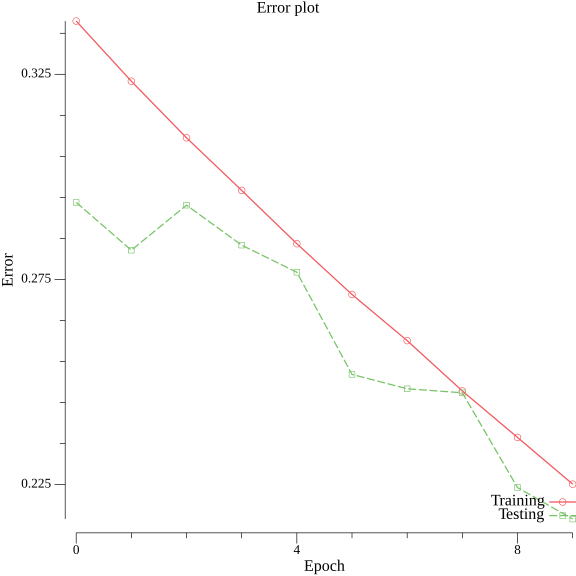 Error plot
0.325
0.275
0.225
Error
0
4
8
Epoch
Training
Testing